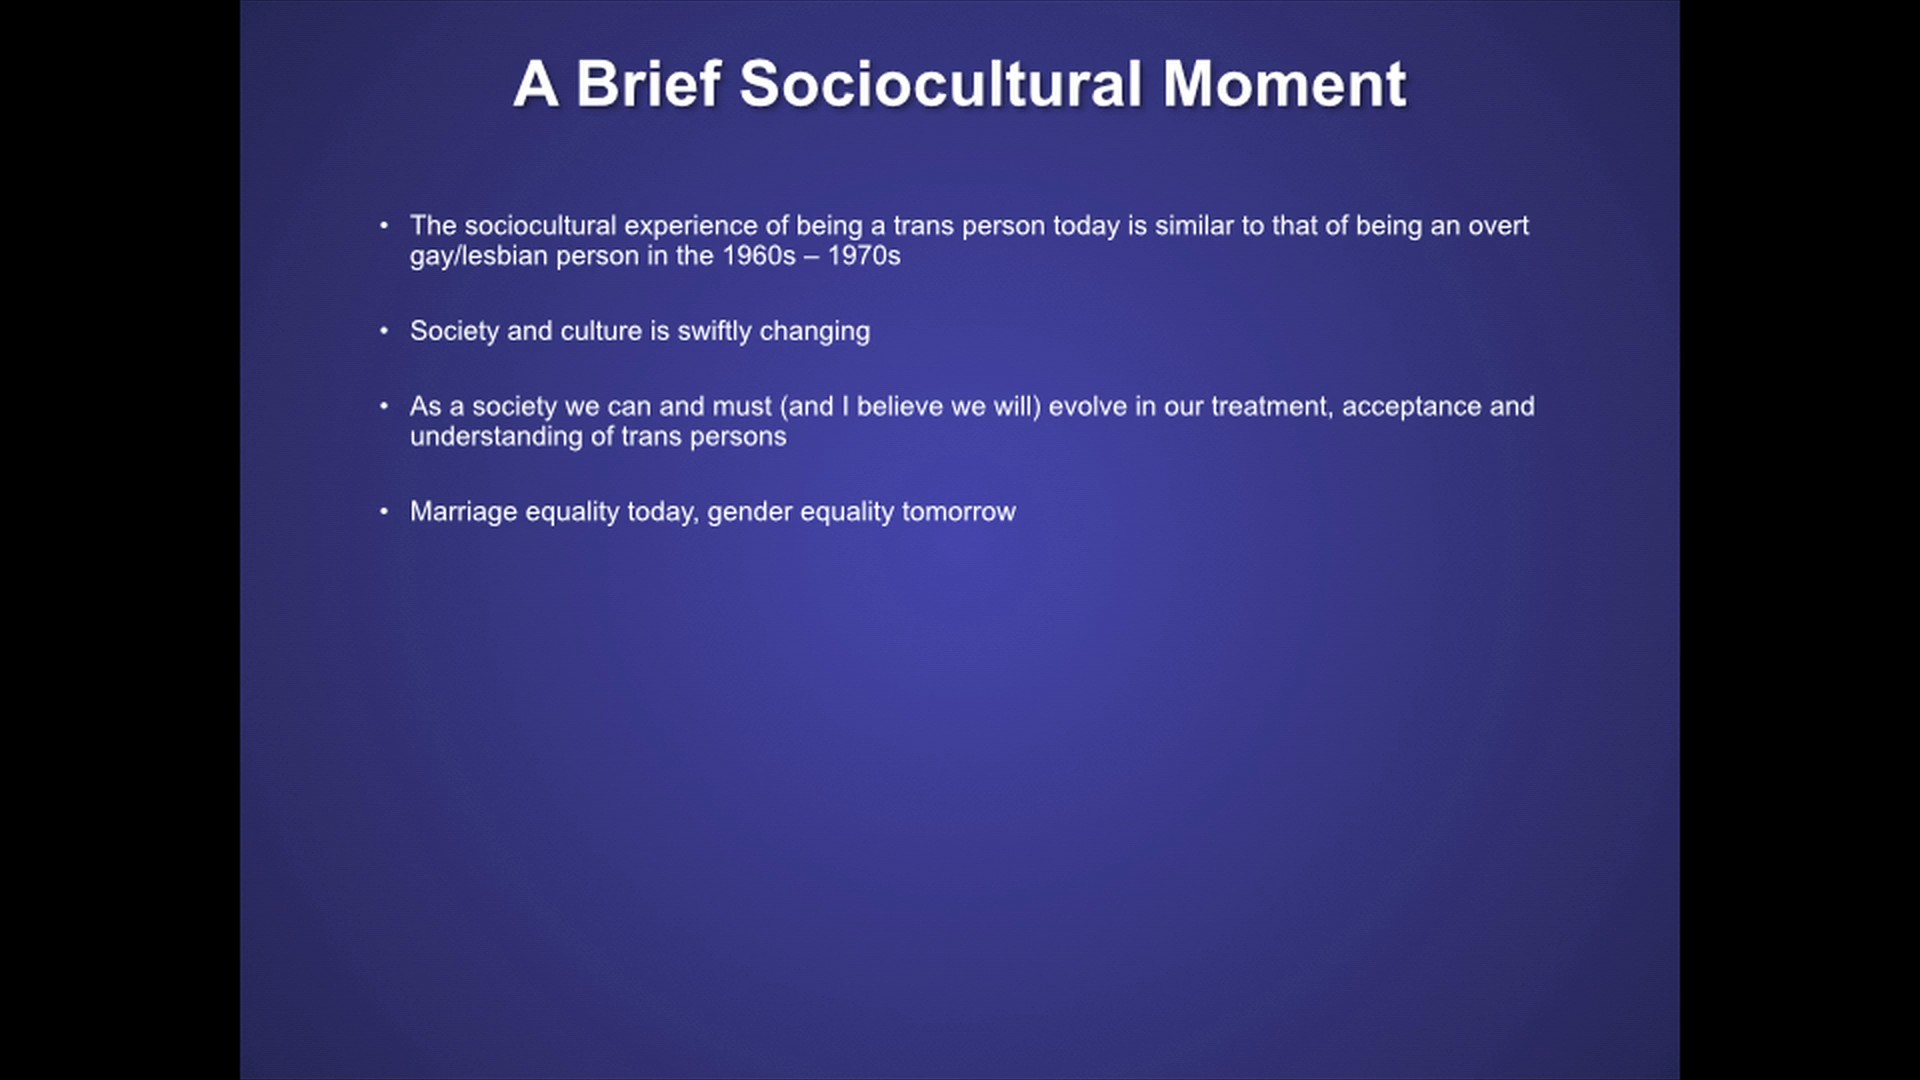 A Brief Sociocultural Moment
• The sociocultural experience of being a trans person today is similar to that of being an overt
gay/lesbian person in the 1960s – 1970s
• Society and culture is swiftly changing
• As a society we can and must (and I believe we will) evolve in our treatment, acceptance and
understanding of trans persons
• Marriage equality today, gender equality tomorrow